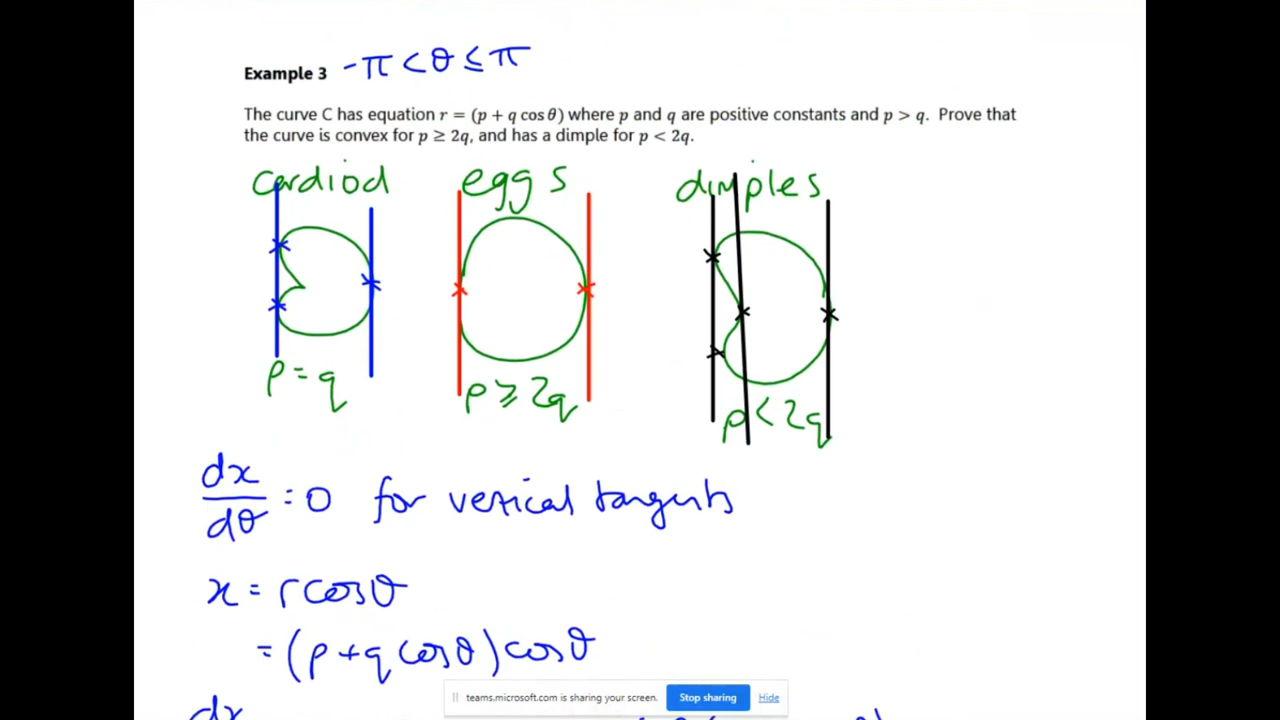 Example 3 -π < θ ≤ π
The curve C has equation r = (p + q cos θ) where p and q are positive constants and p > q. Prove that
the curve is convex for p ≥ 2q, and has a dimple for p < 2q.
cardiod eggs dimples
p = q p ≥ 2q p < 2q
dx/dθ = 0 for vertical tangents
x = r cos θ
= (p + q cos θ) cos θ
teams.microsoft.com is sharing your screen. Stop sharing Hide
dx